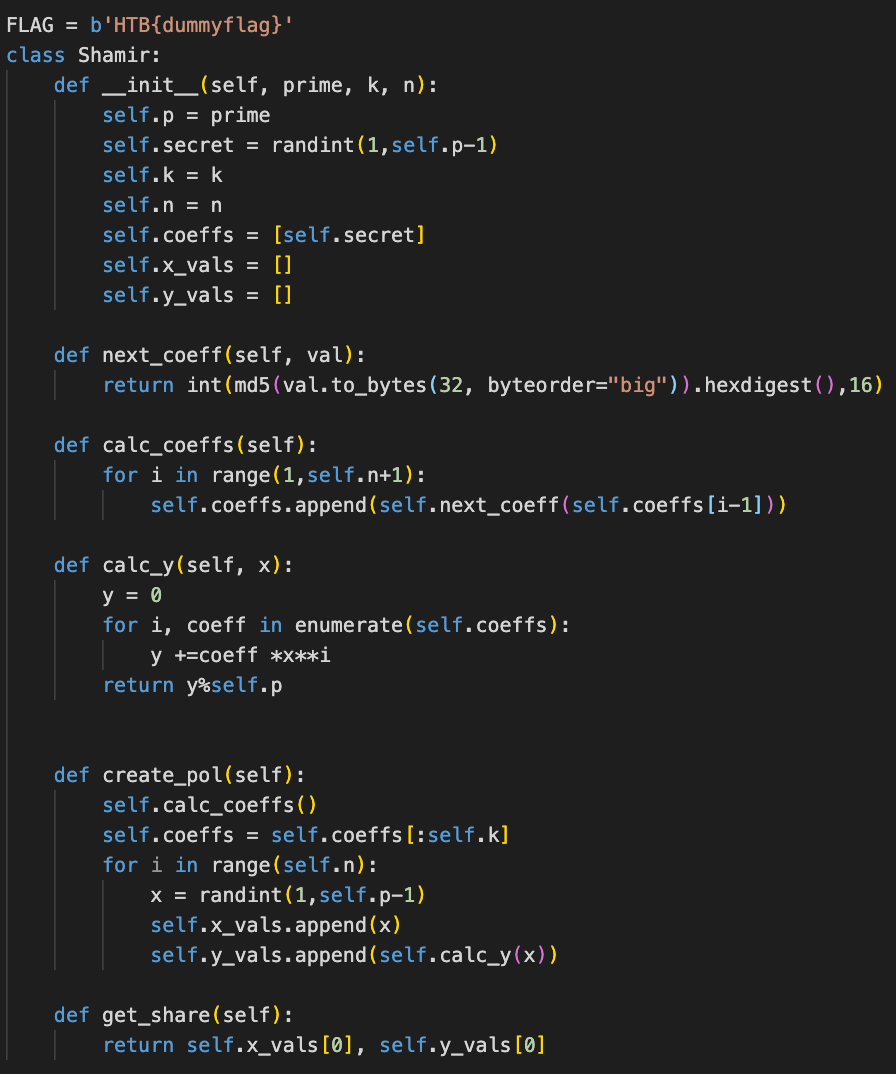 FLAG = b'HTB{dummyflag}'
class Shamir:
    def __init__(self, prime, k, n):
        self.p = prime
        self.secret = randint(1,self.p-1)
        self.k = k
        self.n = n
        self.coeffs = [self.secret]
        self.x_vals = []
        self.y_vals = []

    def next_coeff(self, val):
        return int(md5(val.to_bytes(32, byteorder="big")).hexdigest(),16)

    def calc_coeffs(self):
        for i in range(1,self.n+1):
            self.coeffs.append(self.next_coeff(self.coeffs[i-1]))

    def calc_y(self, x):
        y = 0
        for i, coeff in enumerate(self.coeffs):
            y +=coeff *x**i
        return y%self.p


    def create_pol(self):
        self.calc_coeffs()
        self.coeffs = self.coeffs[:self.k]
        for i in range(self.n):
            x = randint(1,self.p-1)
            self.x_vals.append(x)
            self.y_vals.append(self.calc_y(x))

    def get_share(self):
        return self.x_vals[0], self.y_vals[0]